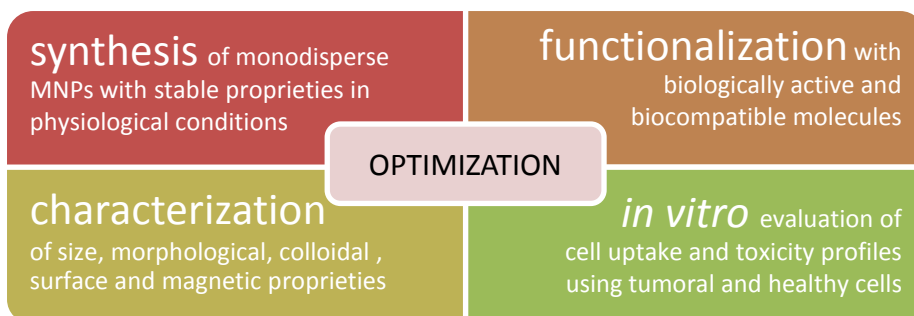 synthesis of monodisperse
MNPs with stable proprieties in
physiological conditions
functionalization with
biologically active and
biocompatible molecules
OPTIMIZATION
characterization
of size, morphological, colloidal ,
surface and magnetic proprieties
in vitro evaluation of
cell uptake and toxicity profiles
using tumoral and healthy cells